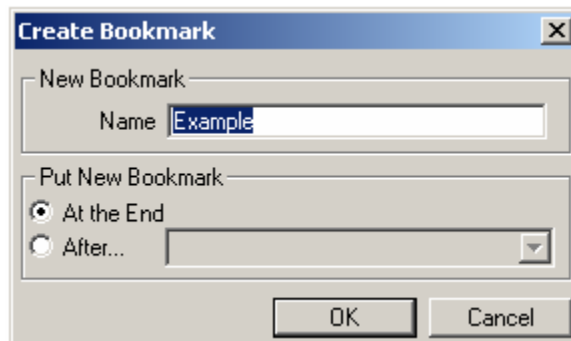 Create Bookmark
New Bookmark
Name Example
Put New Bookmark
At the End
After...
OK Cancel